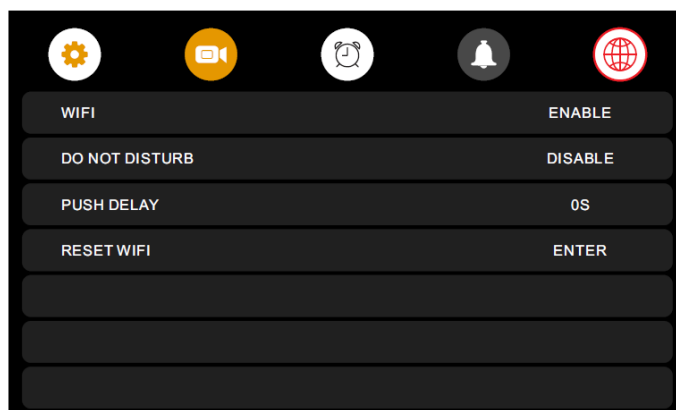 WIFI ENABLE
DO NOT DISTURB DISABLE
PUSH DELAY 0S
RESET WIFI ENTER